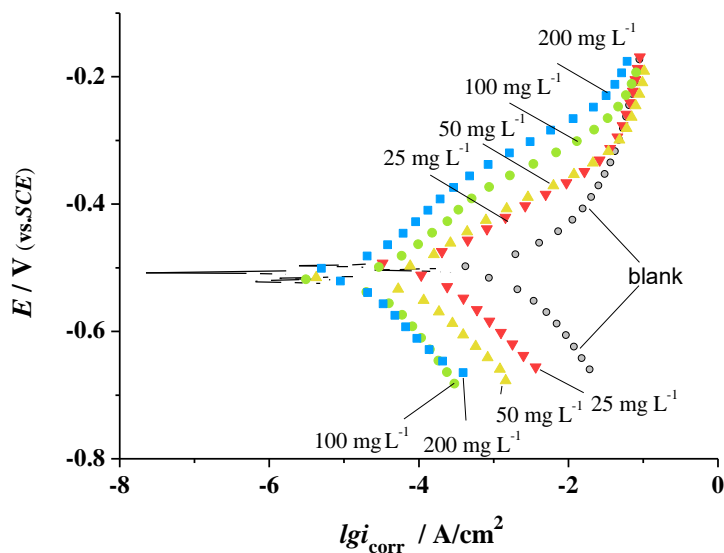 200 mg L-1
100 mg L-1
50 mg L-1
25 mg L-1
blank
25 mg L-1
50 mg L-1
200 mg L-1
100 mg L-1
E / V (vs.SCE)
-0.2
-0.4
-0.6
-0.8
-8
-6
-4
-2
0
lgicorr / A/cm2